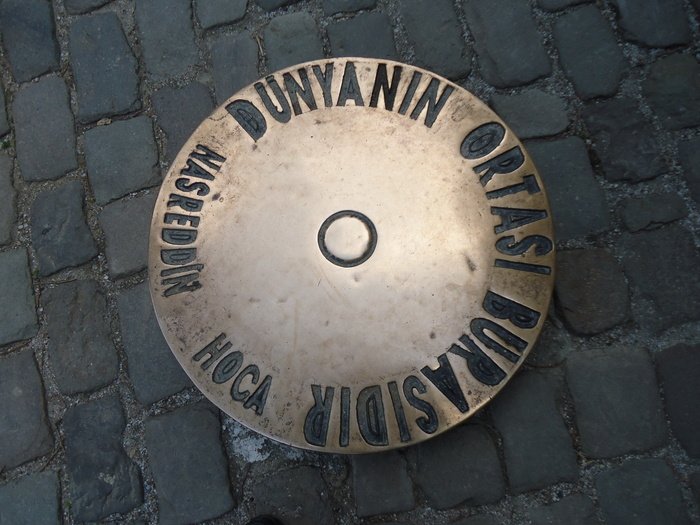 DÜNYANIN ORTASI BURASIDIR
NASREDDİN HOCA